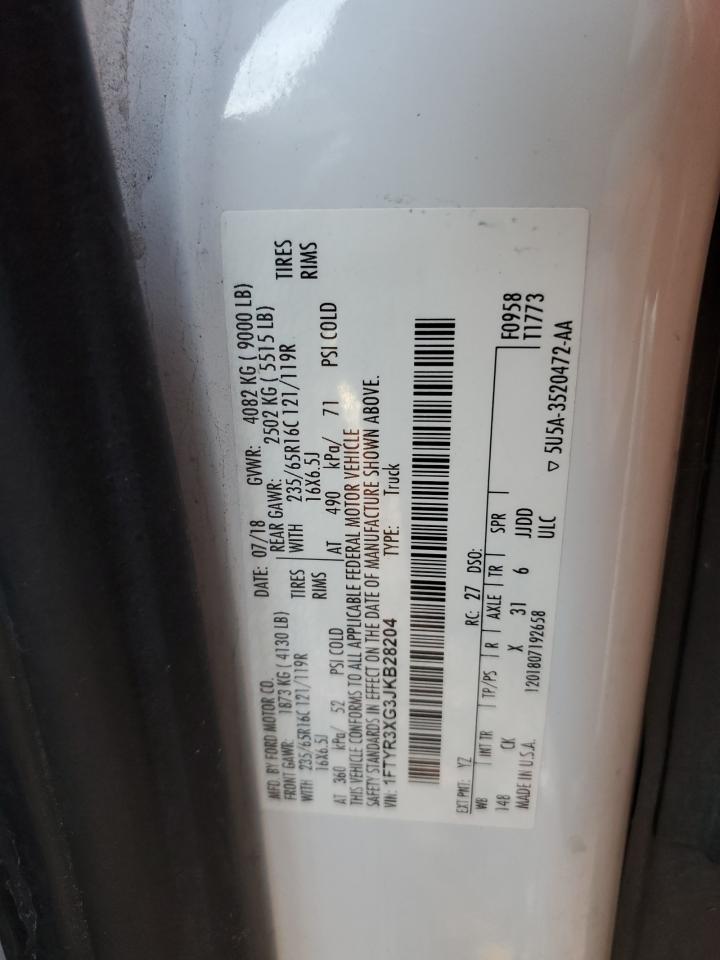 MFD. BY FORD MOTOR CO. DATE: 07/18 GVWR: 4082 KG ( 9000 LB)
FRONT GAWR: 1873 KG ( 4130 LB) REAR GAWR: 2502 KG ( 5515 LB)
WITH 235/65R16C 121/119R TIRES WITH 235/65R16C 121/119R TIRES
16X6.5J RIMS 16X6.5J RIMS
AT 360 kPa/ 52 PSI COLD AT 490 kPa/ 71 PSI COLD
THIS VEHICLE CONFORMS TO ALL APPLICABLE FEDERAL MOTOR VEHICLE
SAFETY STANDARDS IN EFFECT ON THE DATE OF MANUFACTURE SHOWN ABOVE.
VIN: 1FTYR3XG3JKB28204 TYPE: Truck
EXT PNT: YZ RC: 27 DSO:
WB INT TR TP/PS R AXLE TR SPR F0958
148 CK X 31 6 JJDD T1773
MADE IN U.S.A. 1201807192658 ULC ▽ 5U5A-3520472-AA